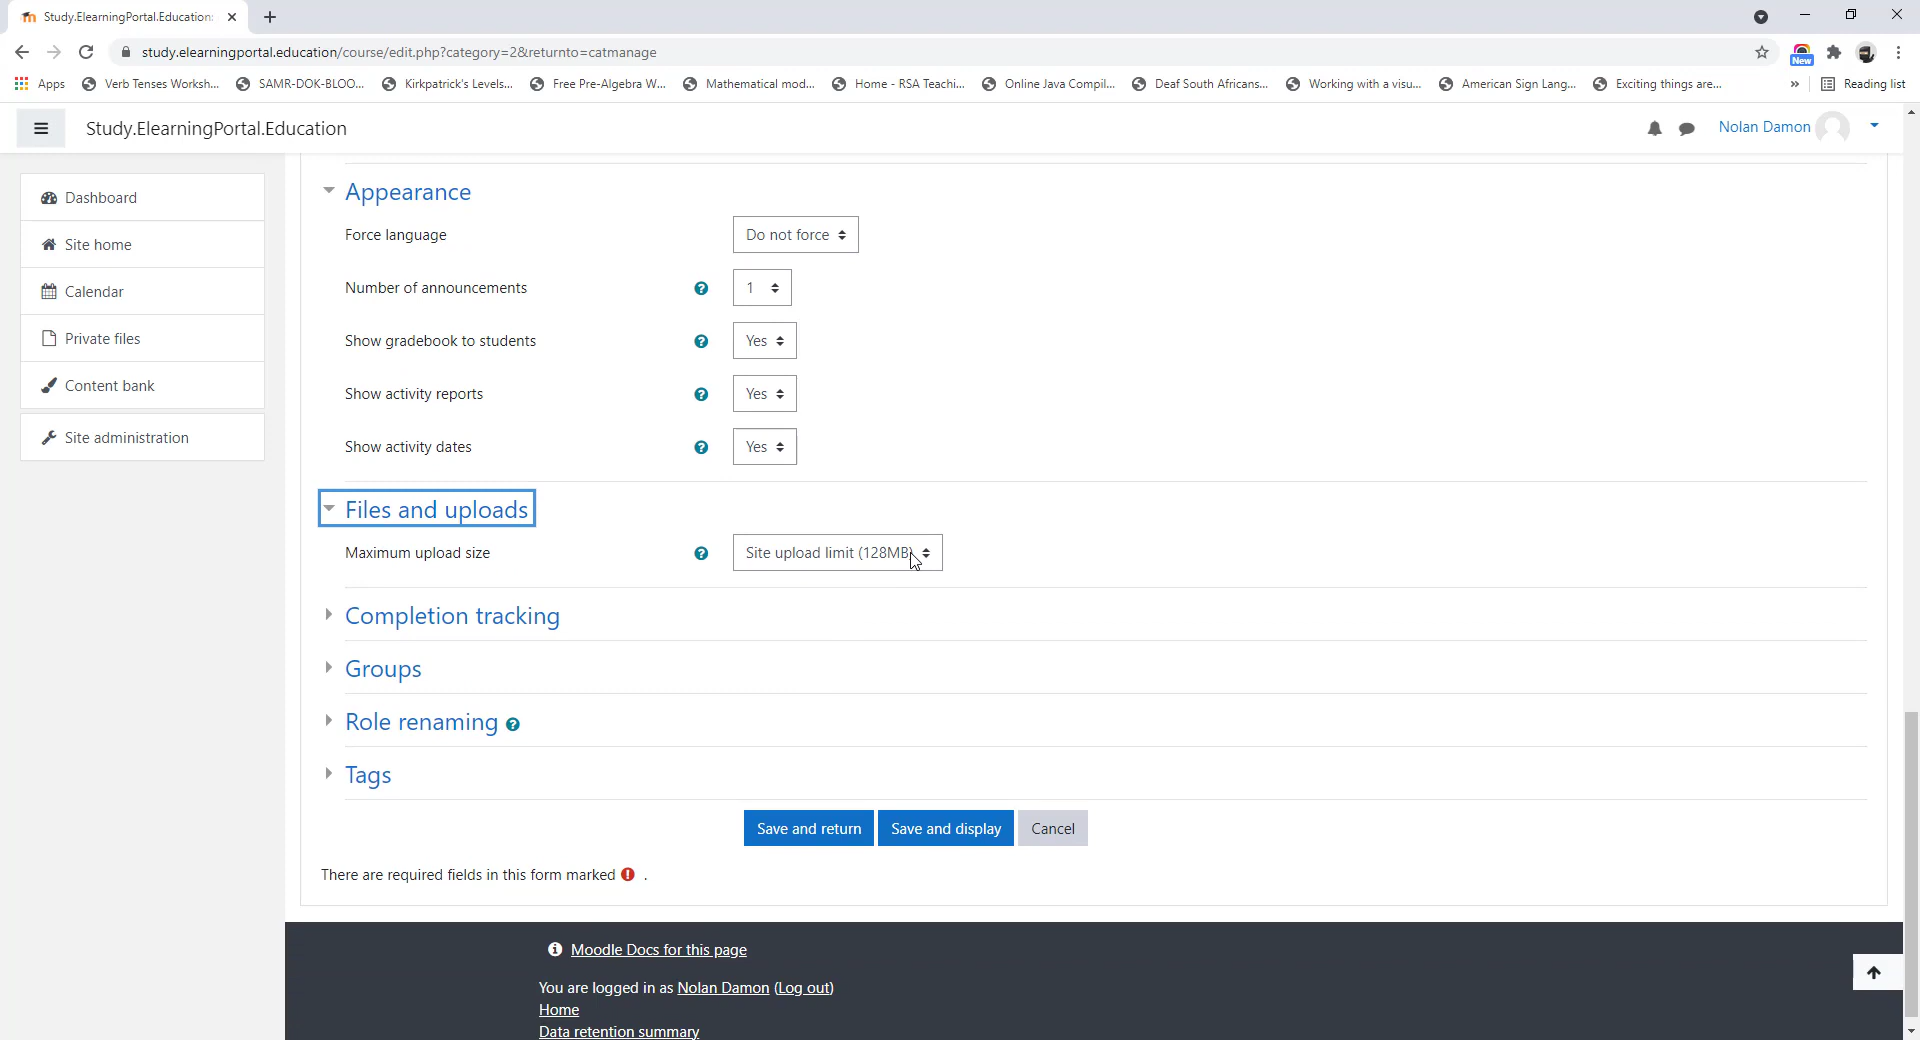 Study.ElearningPortal.Education:
study.elearningportal.education/course/edit.php?category=2&returnto=catmanage
New
Apps
Verb Tenses Worksh...
SAMR-DOK-BLOO...
Kirkpatrick's Levels...
Free Pre-Algebra W...
Mathematical mod...
Home - RSA Teachi...
Online Java Compil...
Deaf South Africans...
Working with a visu...
American Sign Lang...
Exciting things are...
»
Reading list
Study.ElearningPortal.Education
Nolan Damon
Dashboard
Site home
Calendar
Private files
Content bank
Site administration
Appearance
Force language
Do not force
Number of announcements
1
Show gradebook to students
Yes
Show activity reports
Yes
Show activity dates
Yes
Files and uploads
Maximum upload size
Site upload limit (128MB)
Completion tracking
Groups
Role renaming
Tags
Save and return
Save and display
Cancel
There are required fields in this form marked .
Moodle Docs for this page
You are logged in as Nolan Damon (Log out)
Home
Data retention summary